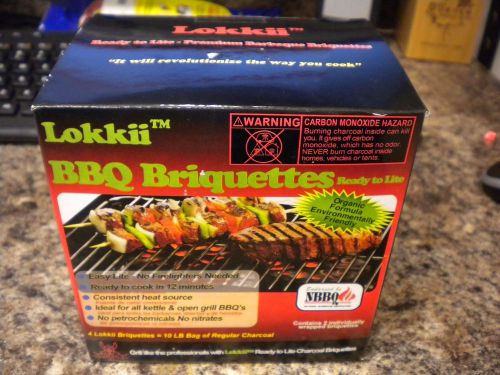 Lokkii™
Ready to Lite - Premium Barbeque Briquettes
"It will revolutionize the way you cook"
Lokkii™
WARNING
CARBON MONOXIDE HAZARD
Burning charcoal inside can kill
you. It gives off carbon
monoxide, which has no odor.
NEVER burn charcoal inside
homes, vehicles or tents.
BBQ Briquettes Ready to Lite
Organic
Formula
Environmentally
Friendly
Easy Lite - No Firelighters Needed
Ready to cook in 12 minutes
Consistent heat source
Ideal for all kettle & open grill BBQ's
No petrochemicals No nitrates
Endorsed by
NBBQA
4 Lokkii Briquettes = 10 LB Bag of Regular Charcoal
Contains 2 individually
wrapped Briquettes
Grill like the professionals with Lokkii™ Ready to Lite Charcoal Briquettes